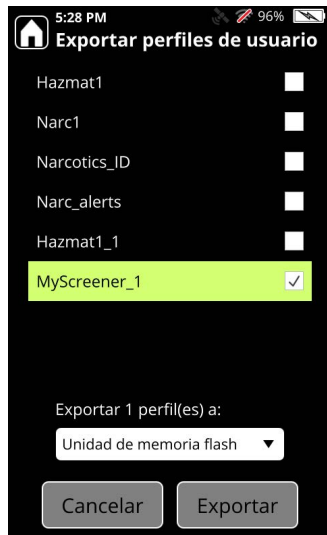 5:28 PM 96%
Exportar perfiles de usuario
Hazmat1
Narc1
Narcotics_ID
Narc_alerts
Hazmat1_1
MyScreener_1
Exportar 1 perfil(es) a:
Unidad de memoria flash
Cancelar Exportar